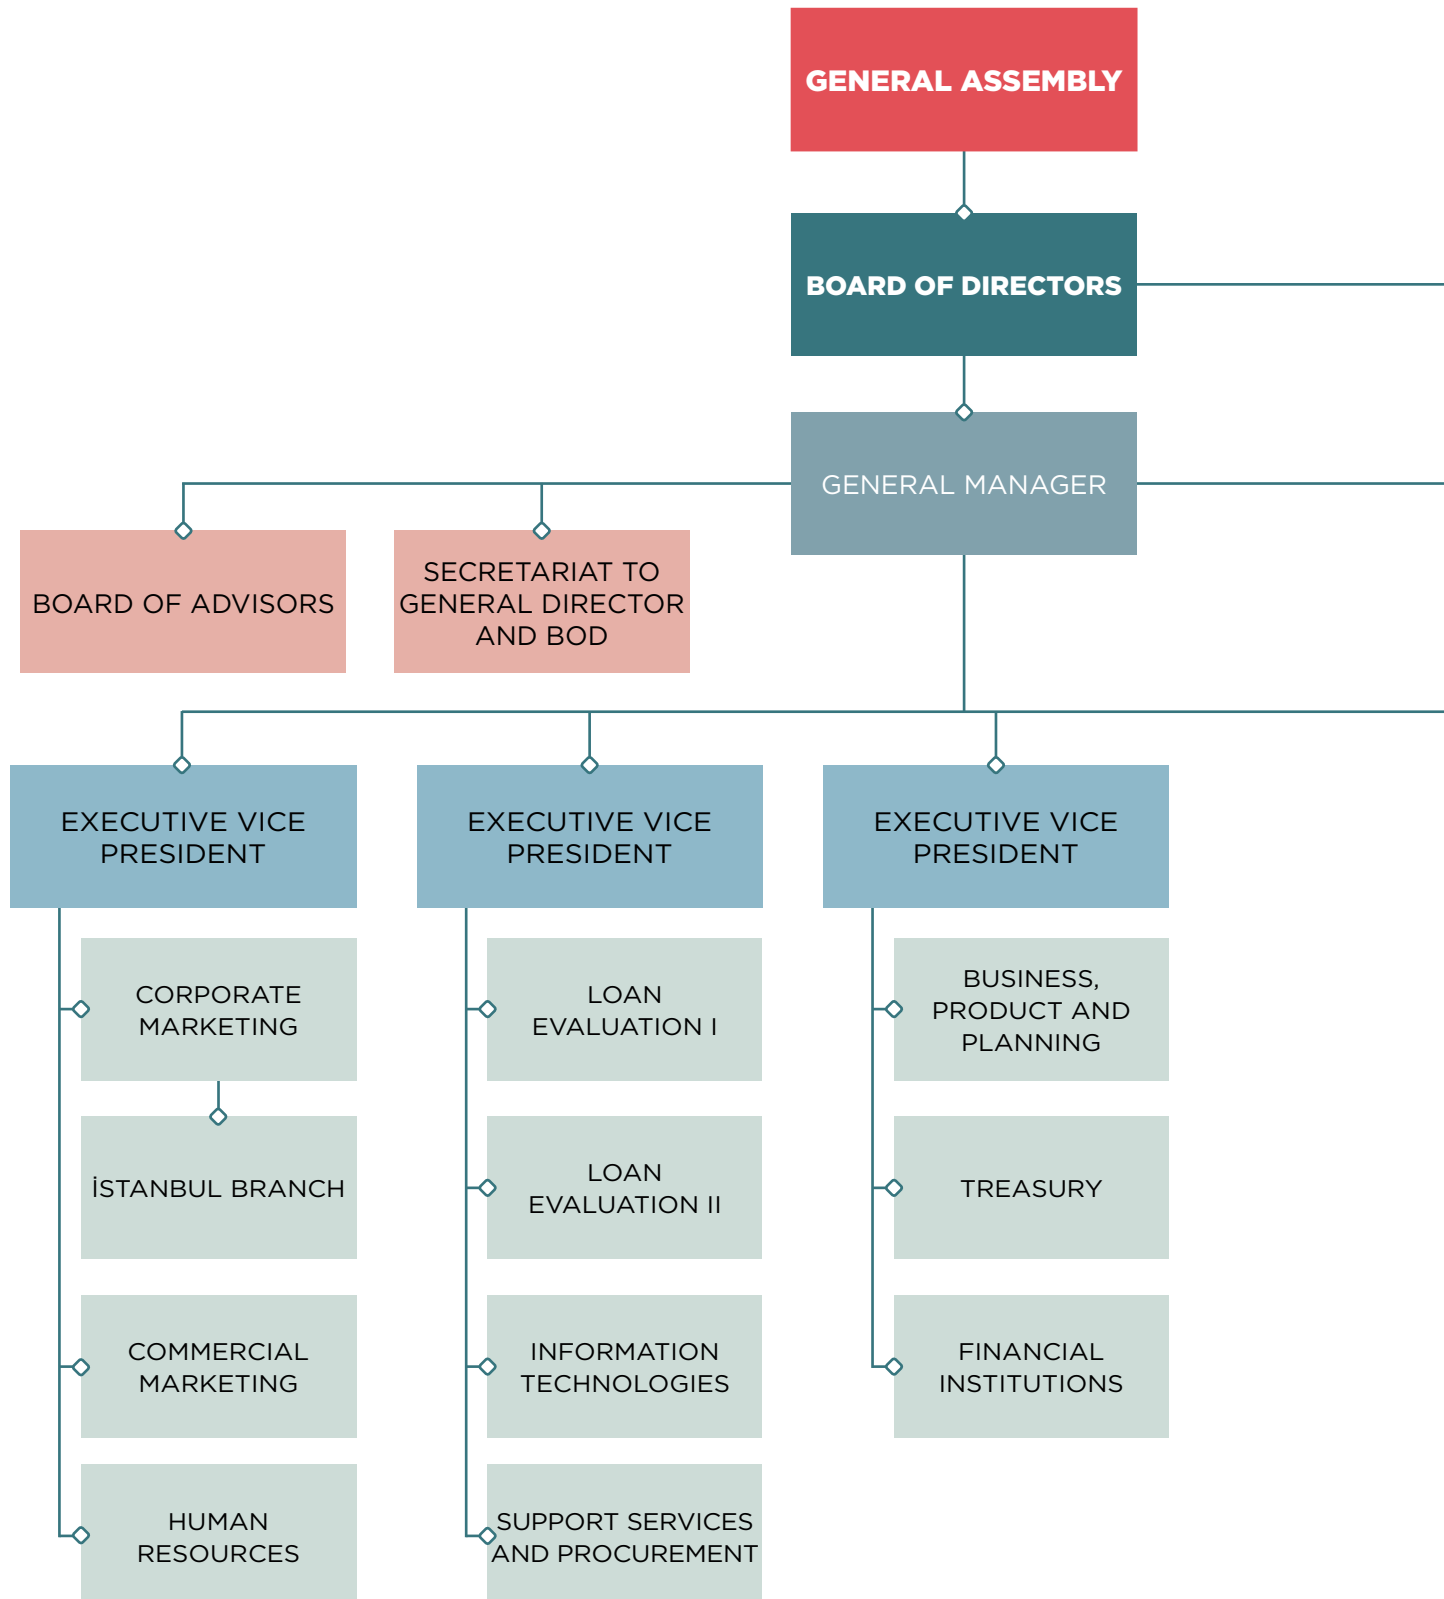 GENERAL ASSEMBLY
BOARD OF DIRECTORS
GENERAL MANAGER
BOARD OF ADVISORS
SECRETARIAT TO
GENERAL DIRECTOR
AND BOD
EXECUTIVE VICE
PRESIDENT
CORPORATE
MARKETING
İSTANBUL BRANCH
COMMERCIAL
MARKETING
HUMAN
RESOURCES
EXECUTIVE VICE
PRESIDENT
LOAN
EVALUATION I
LOAN
EVALUATION II
INFORMATION
TECHNOLOGIES
SUPPORT SERVICES
AND PROCUREMENT
EXECUTIVE VICE
PRESIDENT
BUSINESS,
PRODUCT AND
PLANNING
TREASURY
FINANCIAL
INSTITUTIONS